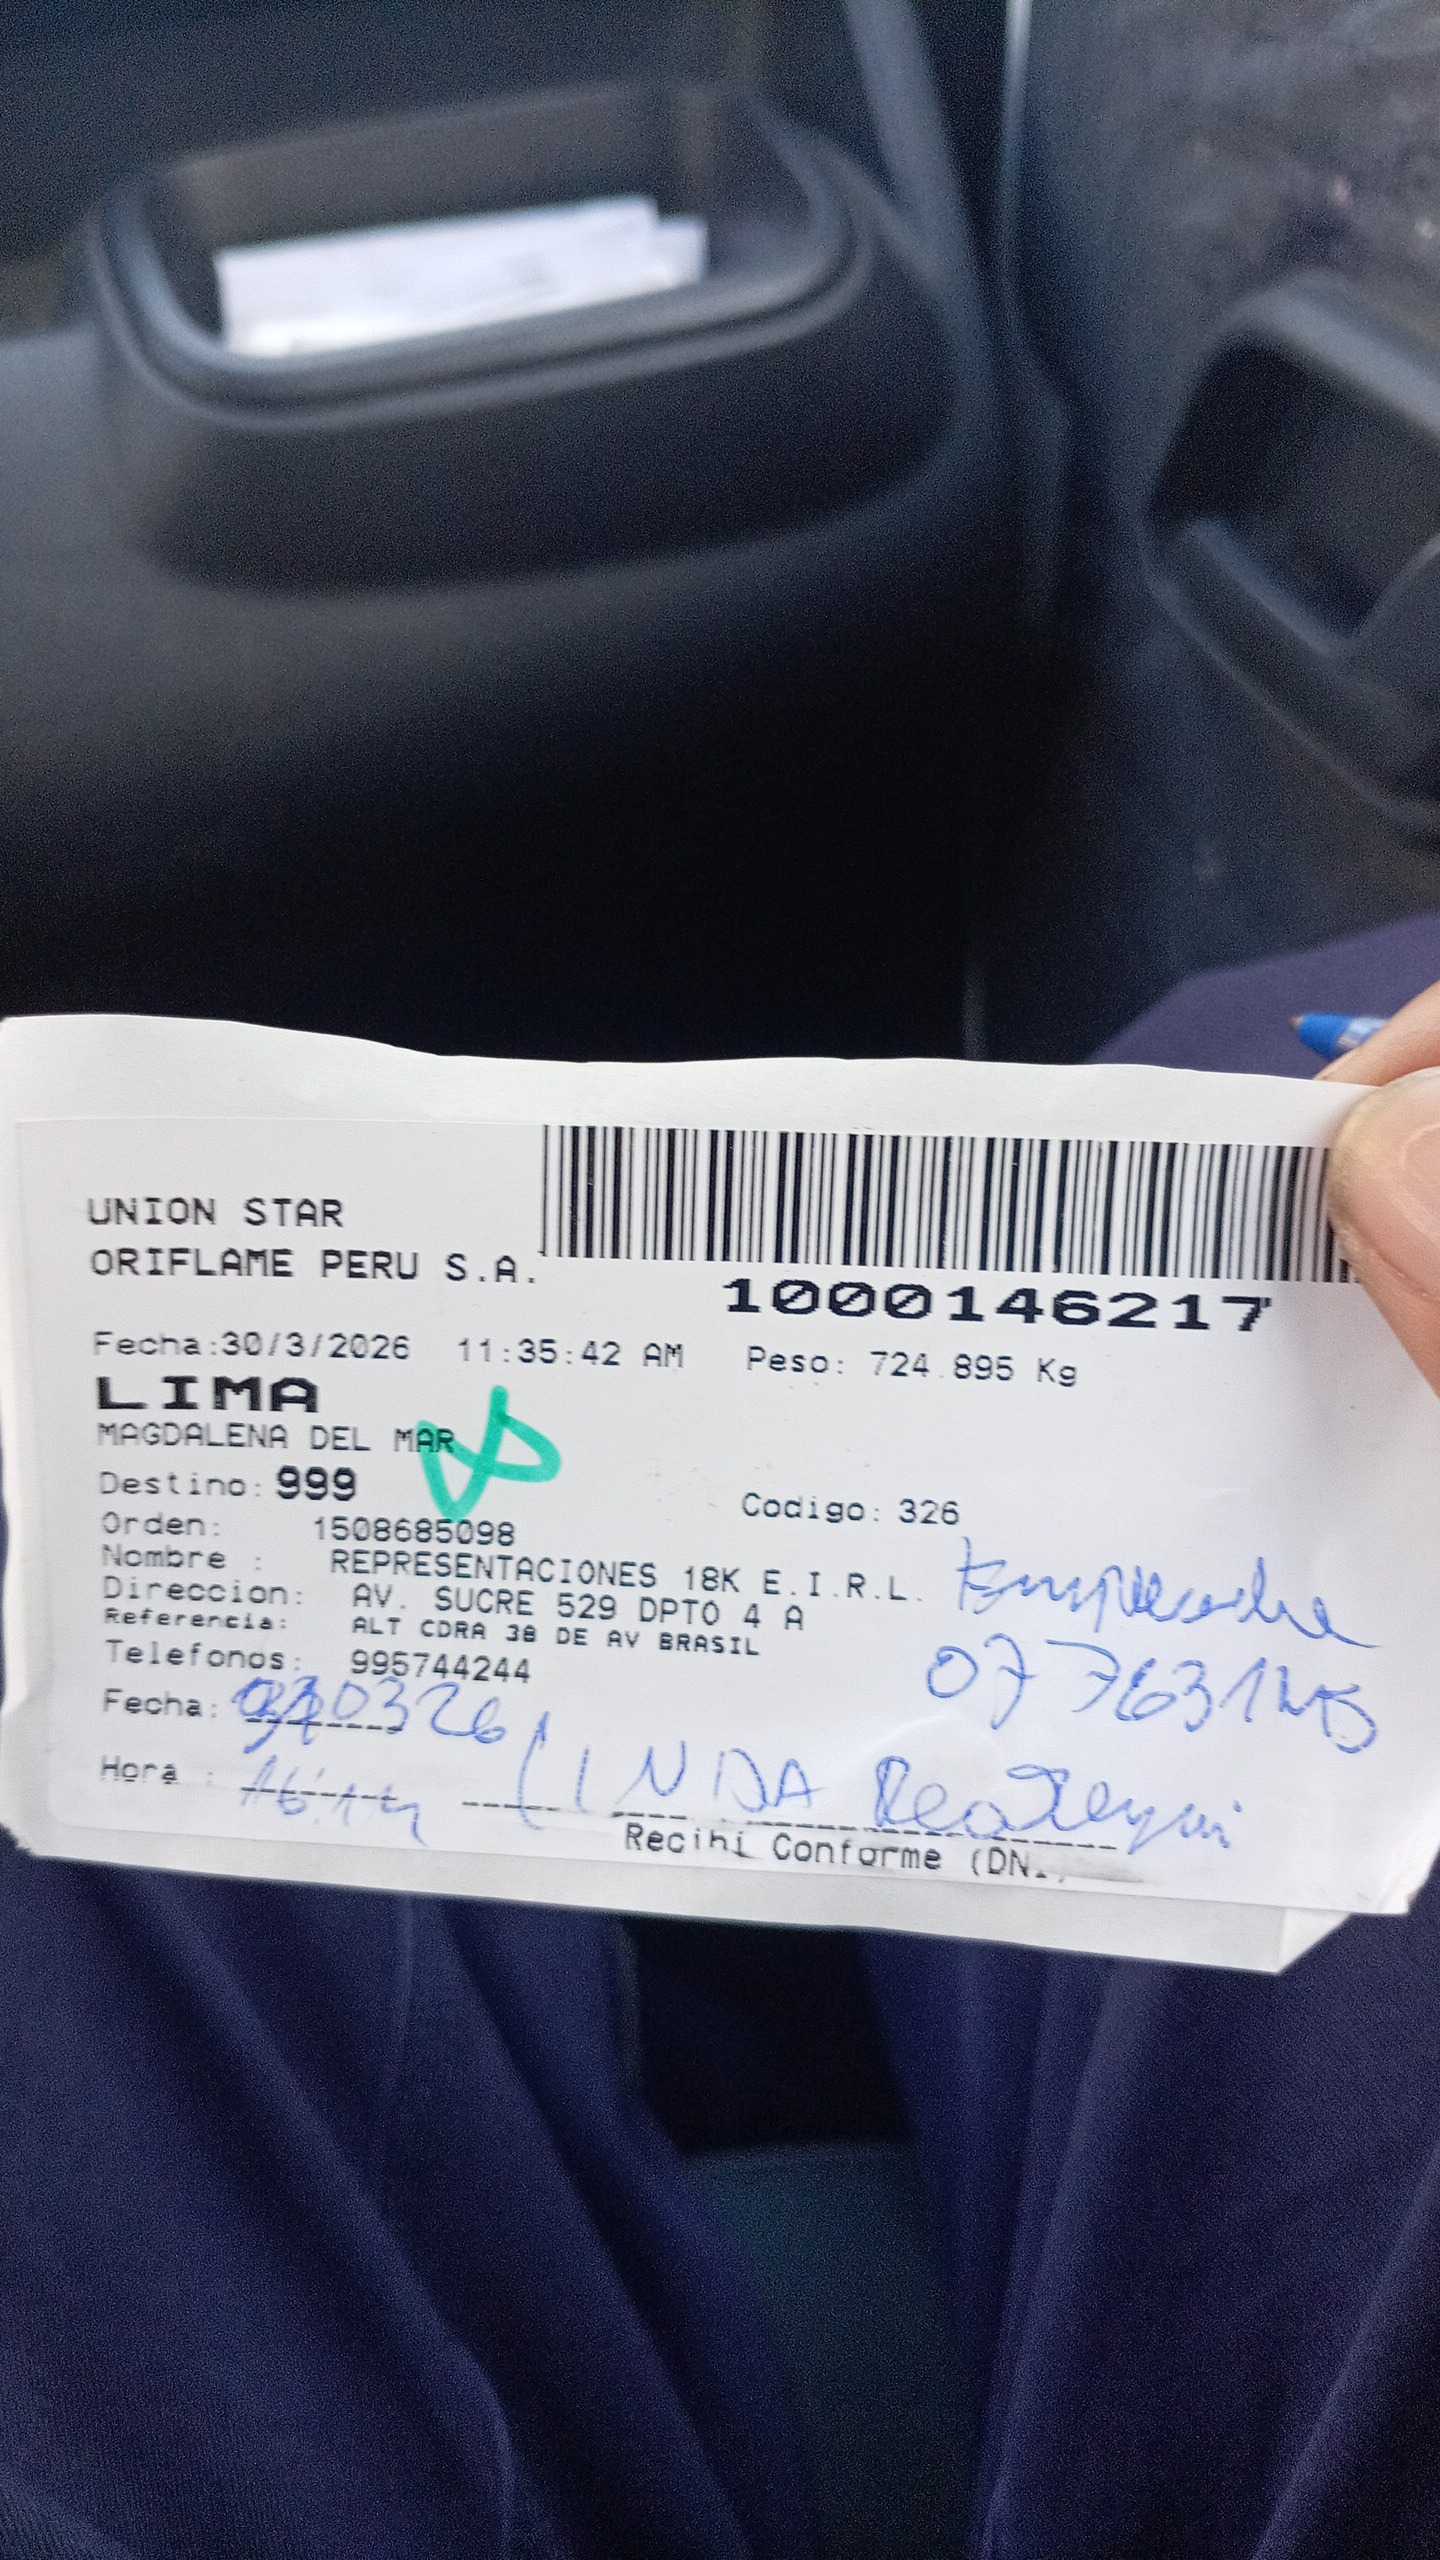 UNION STAR
ORIFLAME PERU S.A.
1000146217
Fecha:30/3/2026 11:35:42 AM Peso: 724.895 Kg
LIMA
MAGDALENA DEL MAR
Destino: 999
Codigo: 326
Orden: 1508685098
Nombre : REPRESENTACIONES 18K E.I.R.L.
Direccion: AV. SUCRE 529 DPTO 4 A
Referencia: ALT CDRA 38 DE AV BRASIL
Telefonos: 995744244
Fecha:
Hora :
LINDA Reategui
Recibi Conforme (DNI)